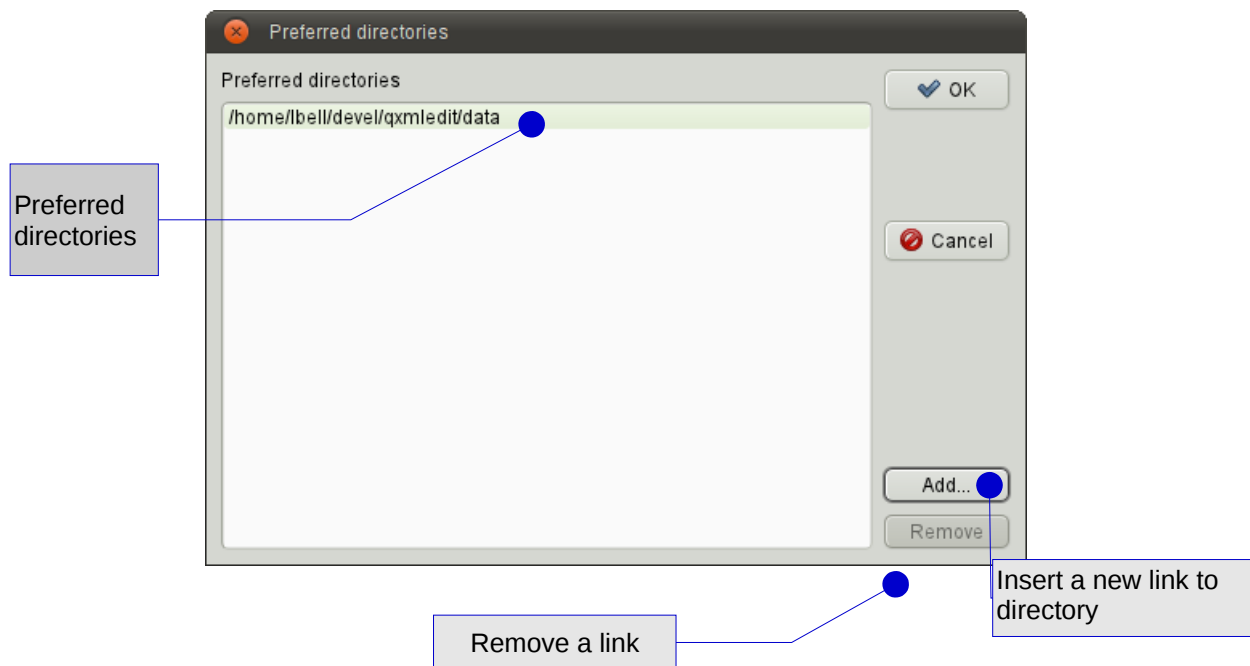 Preferred directories
Preferred directories
OK
/home/lbell/devel/qxmledit/data
Preferred
directories
Cancel
Add...
Remove
Insert a new link to
directory
Remove a link